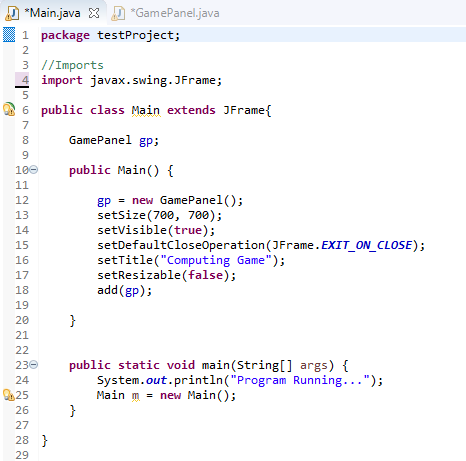 *Main.java *GamePanel.java
1 package testProject;
2
3 //Imports
4 import javax.swing.JFrame;
5
6 public class Main extends JFrame{
7
8 GamePanel gp;
9
10 public Main() {
11
12 gp = new GamePanel();
13 setSize(700, 700);
14 setVisible(true);
15 setDefaultCloseOperation(JFrame.EXIT_ON_CLOSE);
16 setTitle("Computing Game");
17 setResizable(false);
18 add(gp);
19
20 }
21
22
23 public static void main(String[] args) {
24 System.out.println("Program Running...");
25 Main m = new Main();
26 }
27
28 }
29